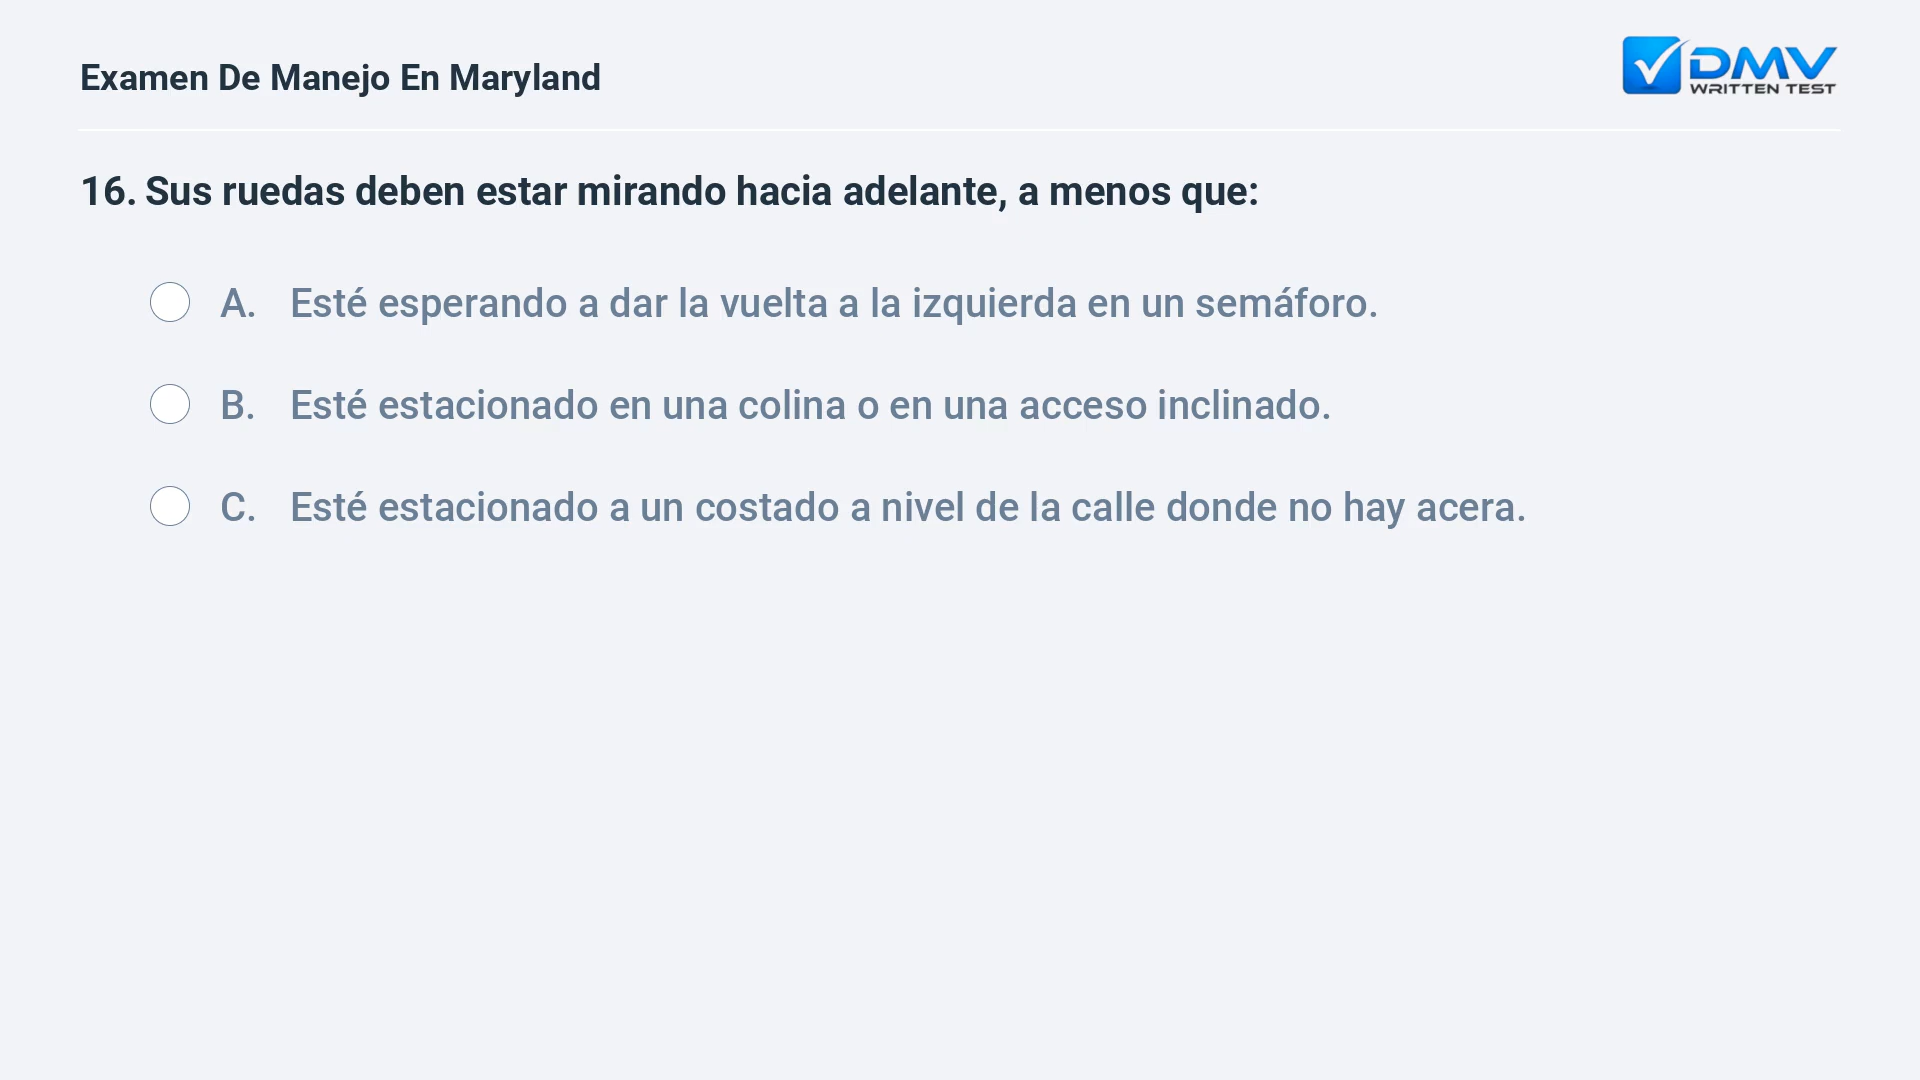 Examen De Manejo En Maryland
DMV
WRITTEN TEST
16. Sus ruedas deben estar mirando hacia adelante, a menos que:
A. Esté esperando a dar la vuelta a la izquierda en un semáforo.
B. Esté estacionado en una colina o en una acceso inclinado.
C. Esté estacionado a un costado a nivel de la calle donde no hay acera.